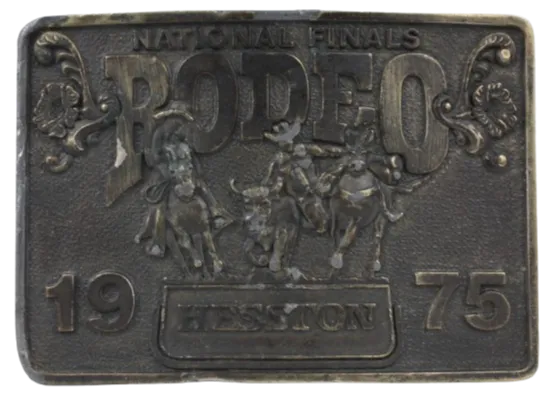 NATIONAL FINALS
RODEO
19 75
HESSTON